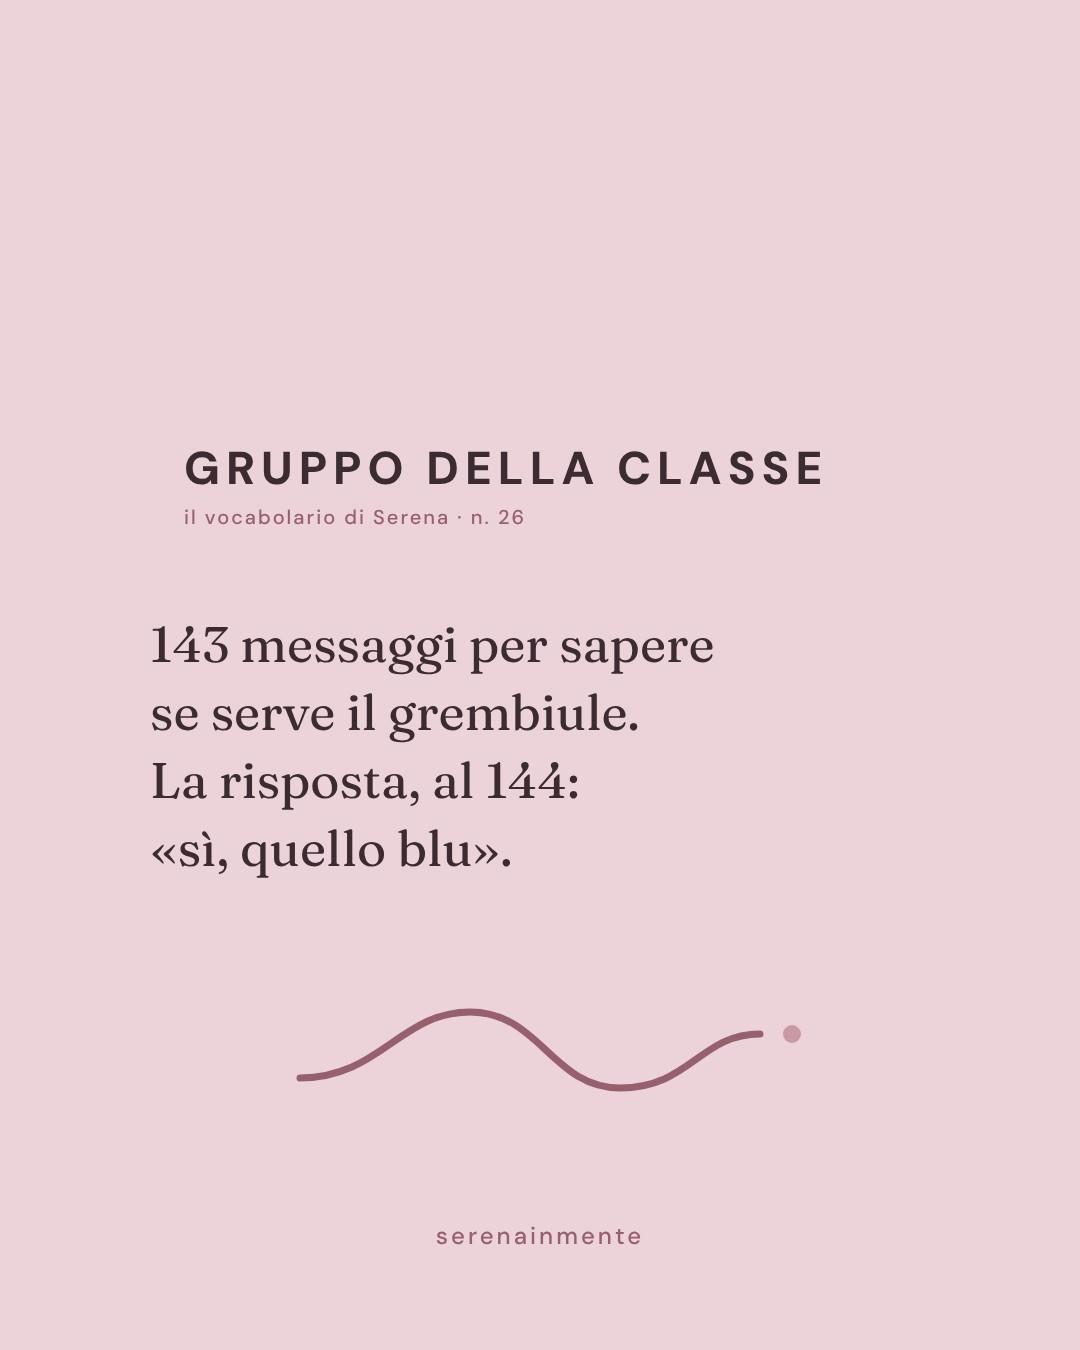 GRUPPO DELLA CLASSE
il vocabolario di Serena · n. 26
143 messaggi per sapere
se serve il grembiule.
La risposta, al 144:
«sì, quello blu».
serenainmente